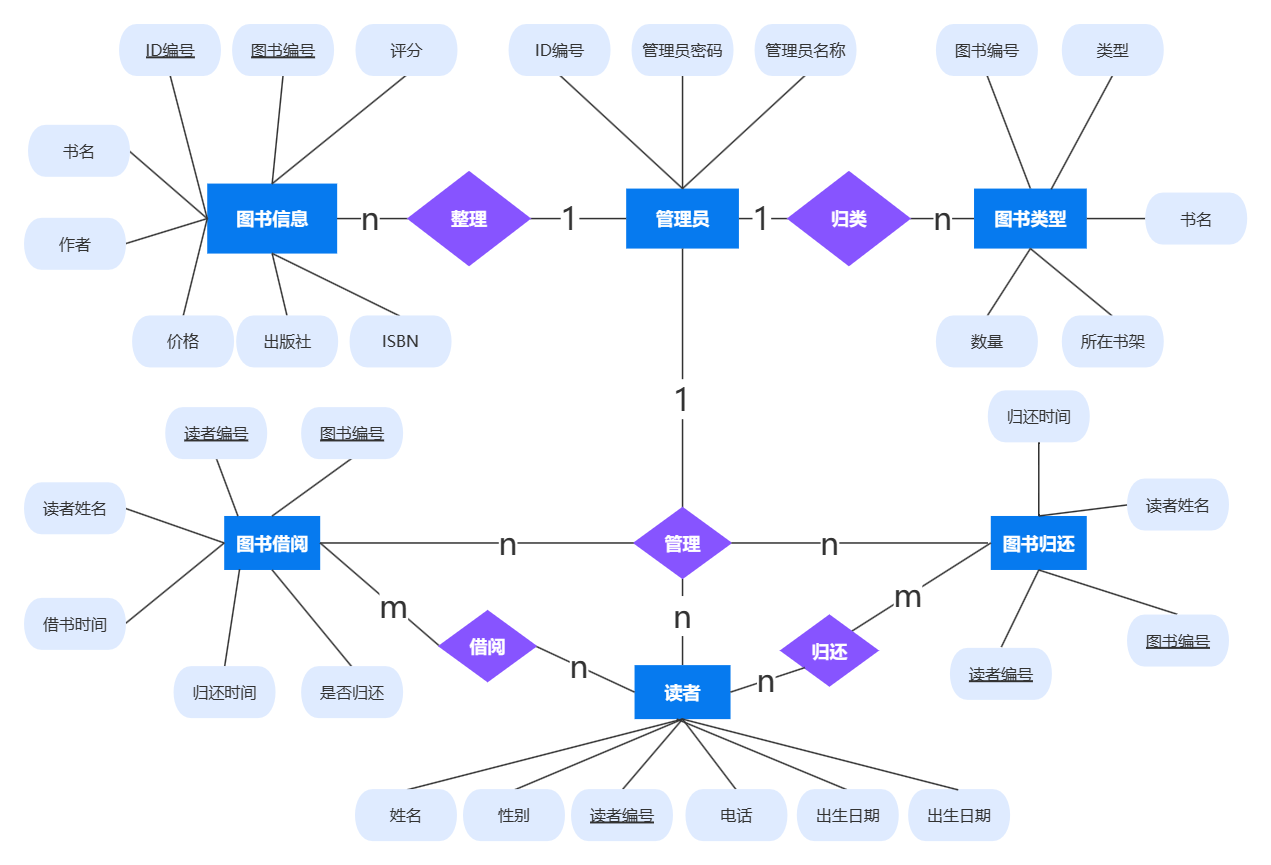 ID编号
图书编号
评分
ID编号
管理员密码
管理员名称
图书编号
类型
书名
图书信息
n
整理
1
管理员
1
归类
n
图书类型
书名
作者
价格
出版社
ISBN
数量
所在书架
1
读者编号
图书编号
归还时间
读者姓名
读者姓名
图书借阅
n
管理
n
图书归还
m
m
借书时间
借阅
n
n
归还
n
图书编号
读者编号
归还时间
是否归还
读者
姓名
性别
读者编号
电话
出生日期
出生日期